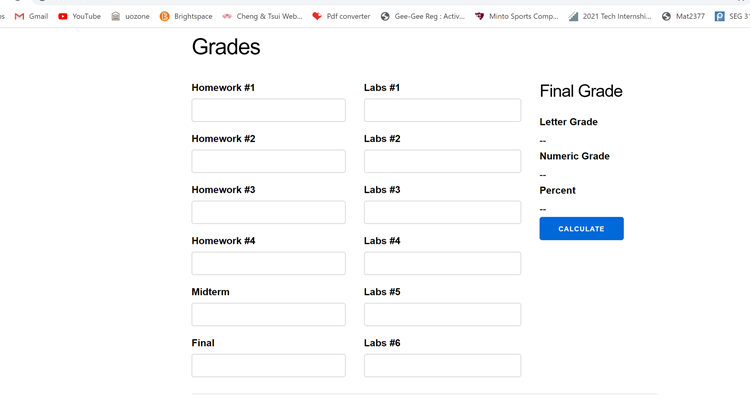 Gmail YouTube uozone Brightspace Cheng & Tsui Web... Pdf converter Gee-Gee Reg : Activ... Minto Sports Comp... 2021 Tech Internshi... Mat2377 SEG 31
Grades
Homework #1
Labs #1
Final Grade
Letter Grade
--
Homework #2
Labs #2
Numeric Grade
--
Homework #3
Labs #3
Percent
--
CALCULATE
Homework #4
Labs #4
Midterm
Labs #5
Final
Labs #6